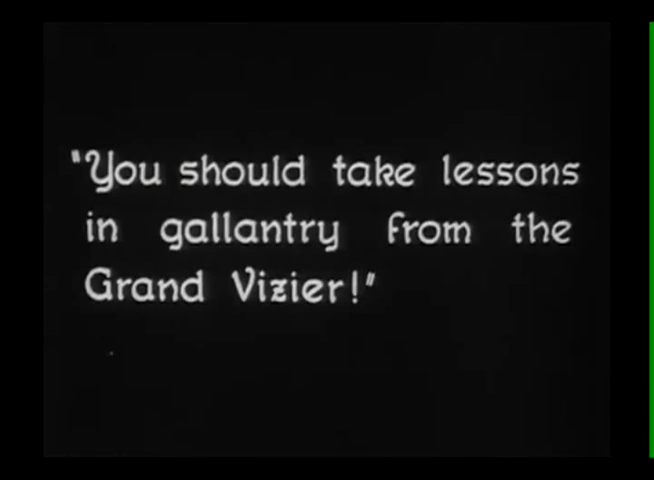 "You should take lessons
in gallantry from the
Grand Vizier!"